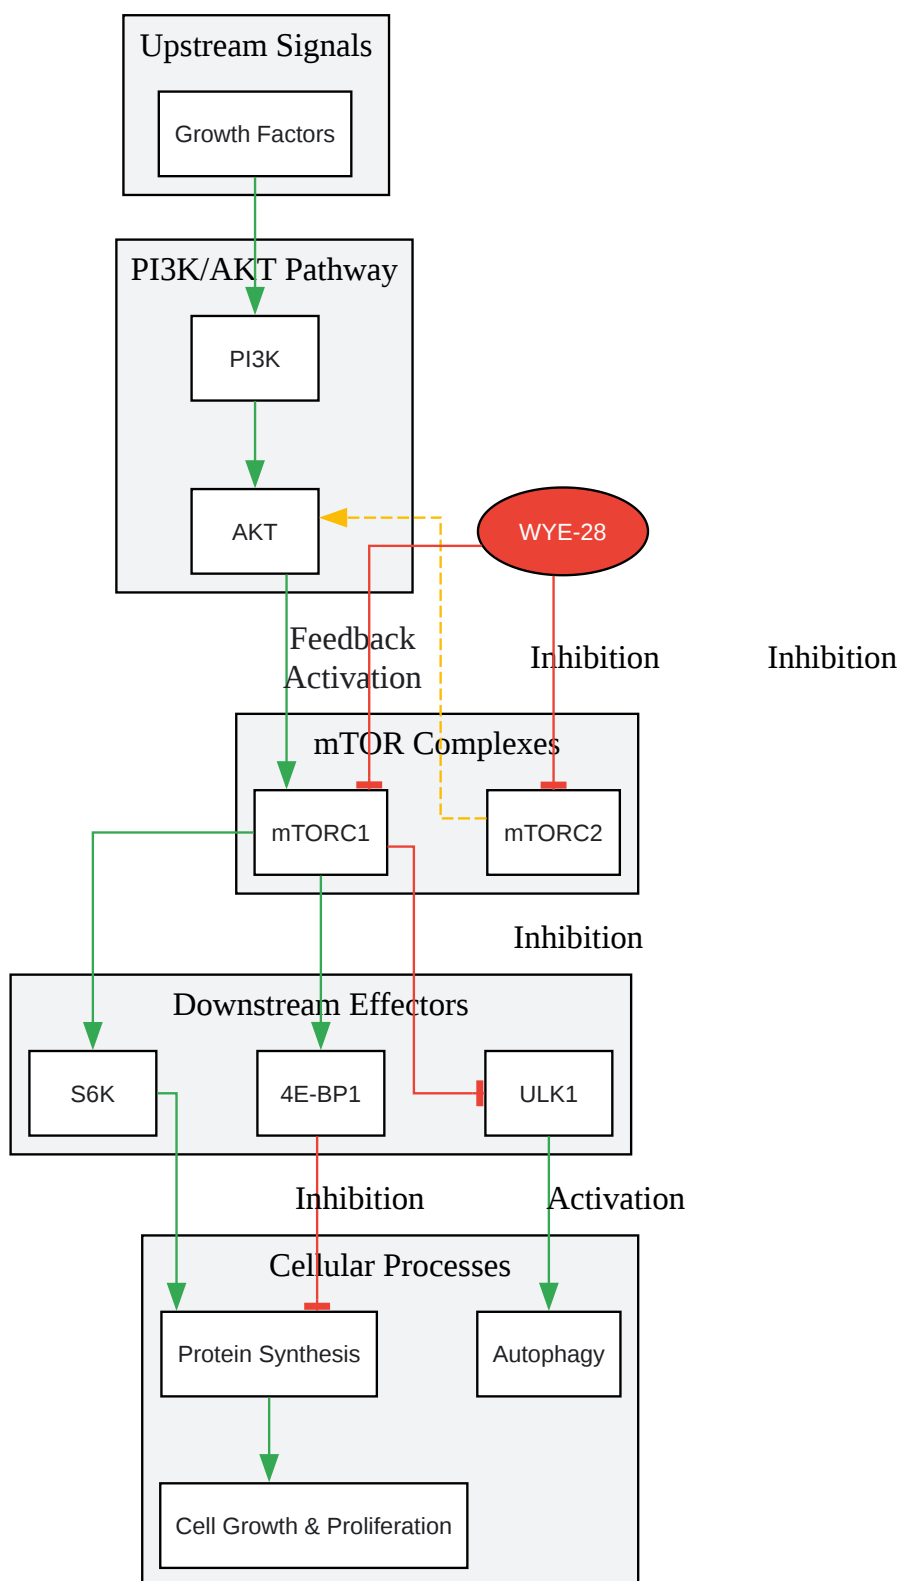 Upstream Signals
Growth Factors
PI3K/AKT Pathway
PI3K
AKT
WYE-28
Feedback
Activation
Inhibition
Inhibition
mTOR Complexes
mTORC1
mTORC2
Inhibition
Downstream Effectors
S6K
4E-BP1
ULK1
Inhibition
Activation
Cellular Processes
Protein Synthesis
Autophagy
Cell Growth & Proliferation